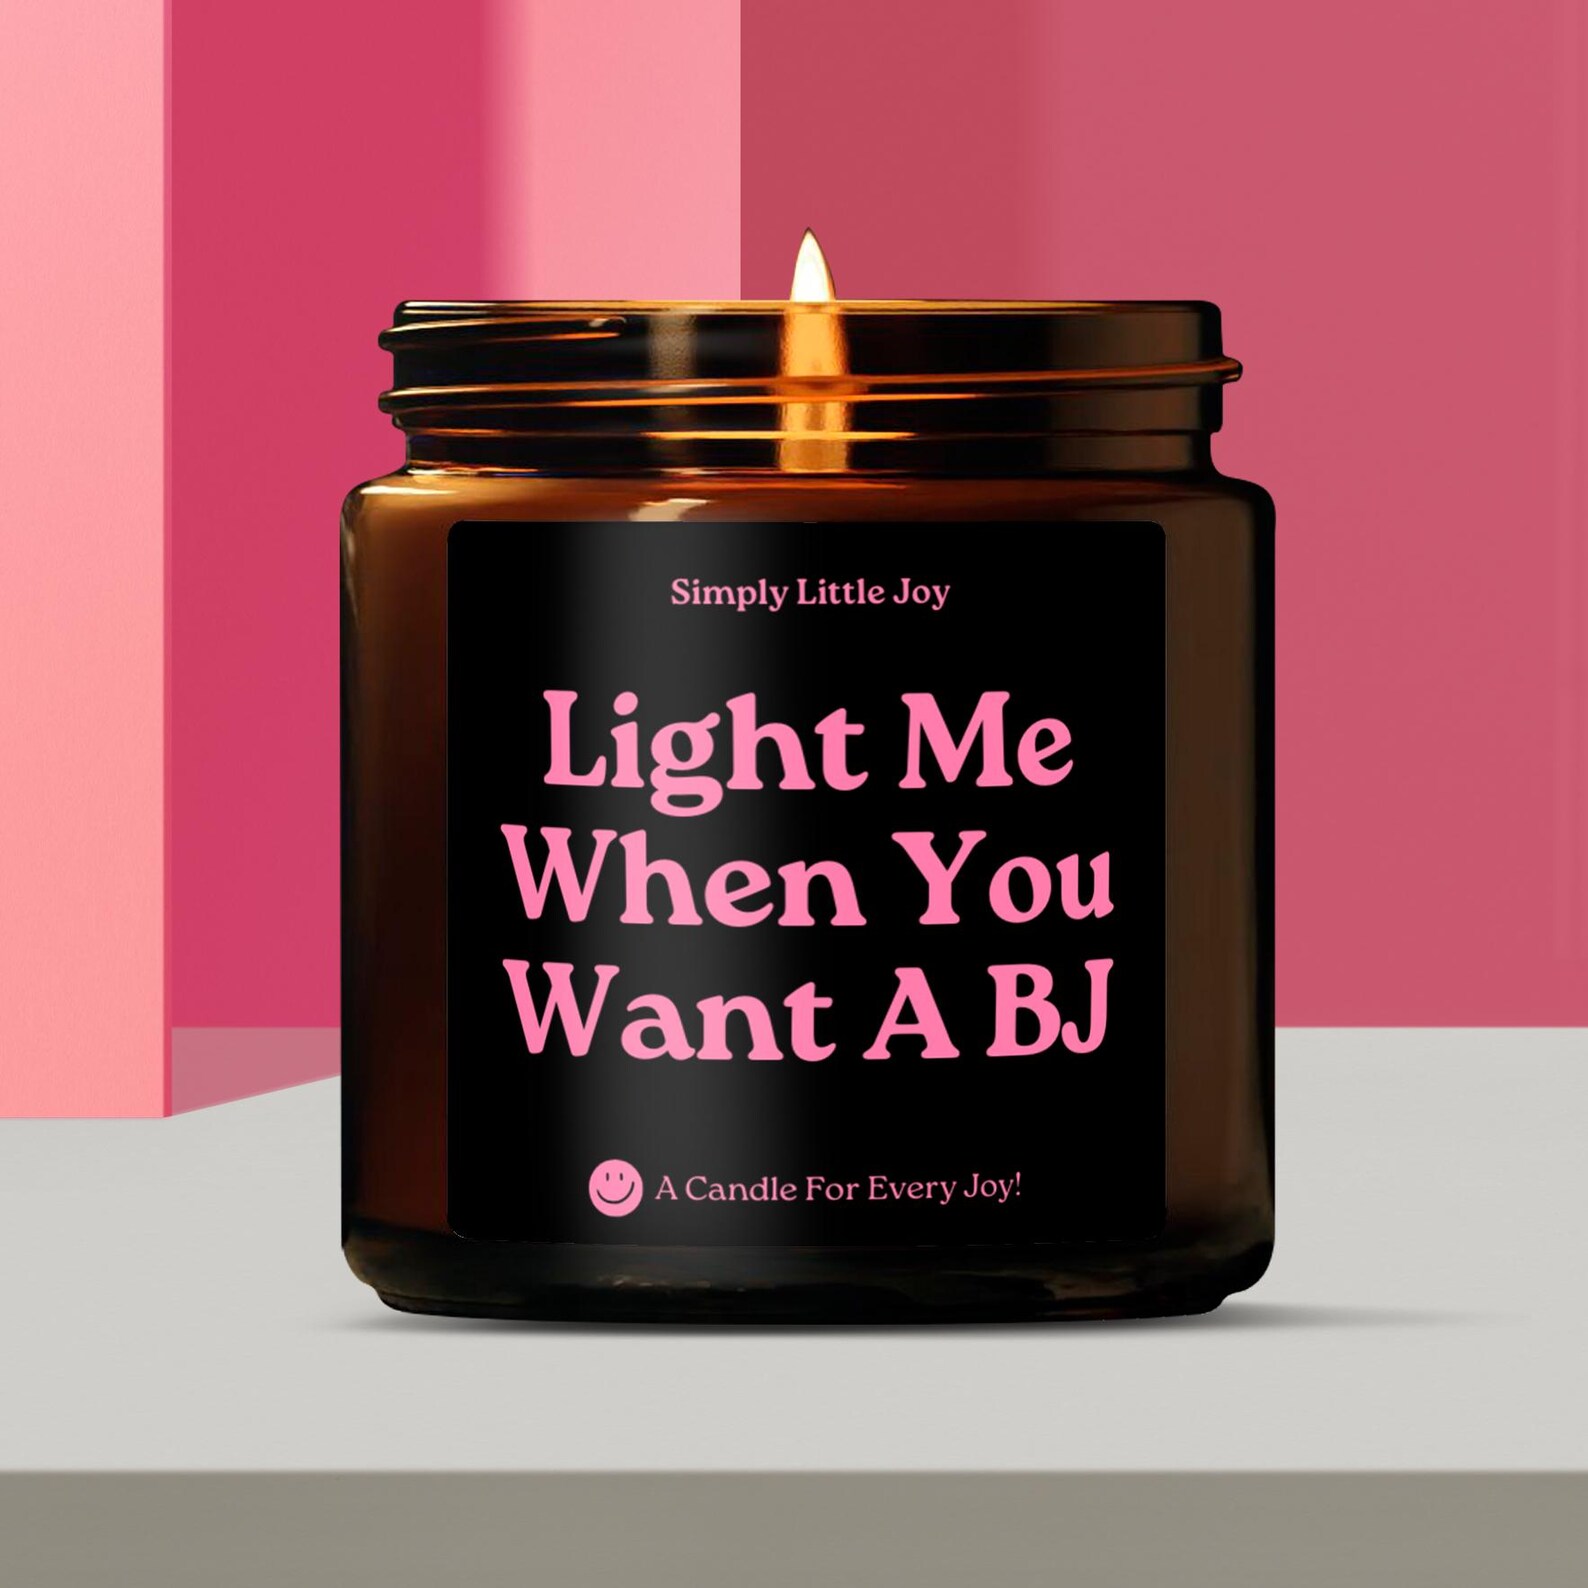 Simply Little Joy
Light Me
When You
Want A BJ
A Candle For Every Joy!